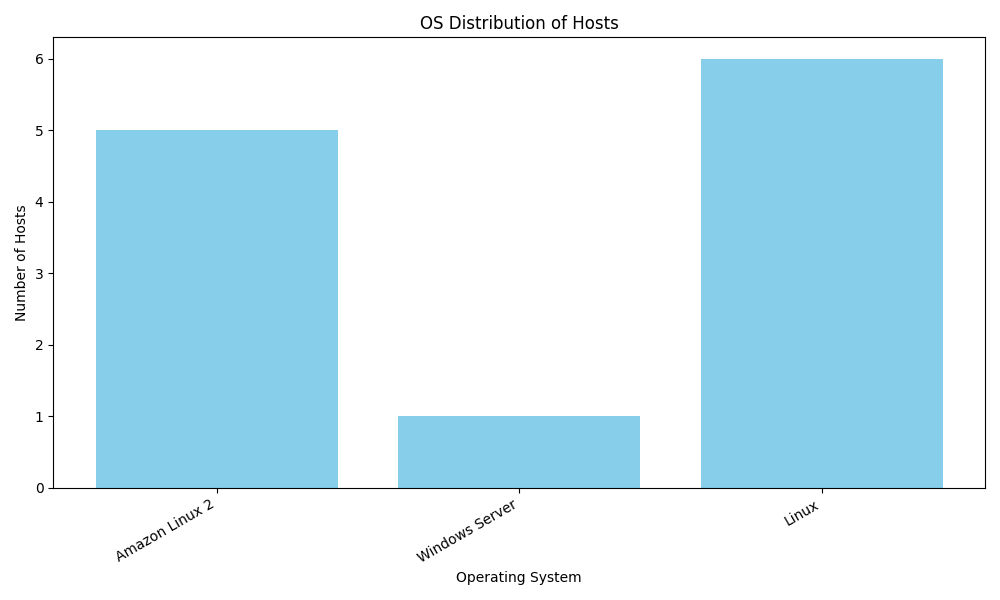 OS Distribution of Hosts
Number of Hosts
6
5
4
3
2
1
0
Amazon Linux 2
Windows Server
Linux
Operating System